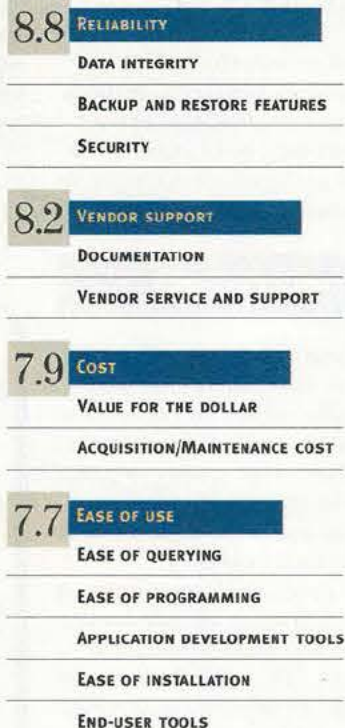 8.8 RELIABILITY
DATA INTEGRITY
BACKUP AND RESTORE FEATURES
SECURITY
8.2 VENDOR SUPPORT
DOCUMENTATION
VENDOR SERVICE AND SUPPORT
7.9 COST
VALUE FOR THE DOLLAR
ACQUISITION/MAINTENANCE COST
7.7 EASE OF USE
EASE OF QUERYING
EASE OF PROGRAMMING
APPLICATION DEVELOPMENT TOOLS
EASE OF INSTALLATION
END-USER TOOLS